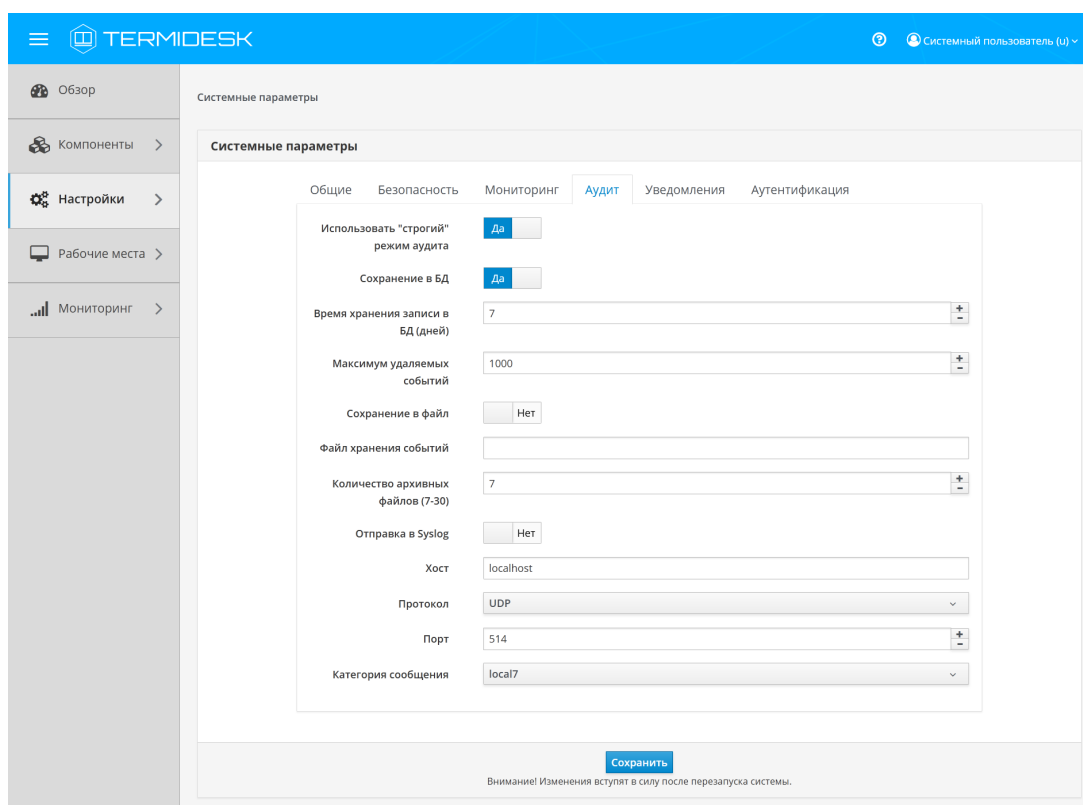 TERMIDESK
Системный пользователь (u)
Обзор
Компоненты
Настройки
Рабочие места
Мониторинг
Системные параметры
Системные параметры
Общие Безопасность Мониторинг Аудит Уведомления Аутентификация
Использовать "строгий"
режим аудита
Да
Сохранение в БД
Да
Время хранения записи в
БД (дней)
7
Максимум удаляемых
событий
1000
Сохранение в файл
Нет
Файл хранения событий
Количество архивных
файлов (7-30)
7
Отправка в Syslog
Нет
Хост
localhost
Протокол
UDP
Порт
514
Категория сообщения
local7
Сохранить
Внимание! Изменения вступят в силу после перезапуска системы.